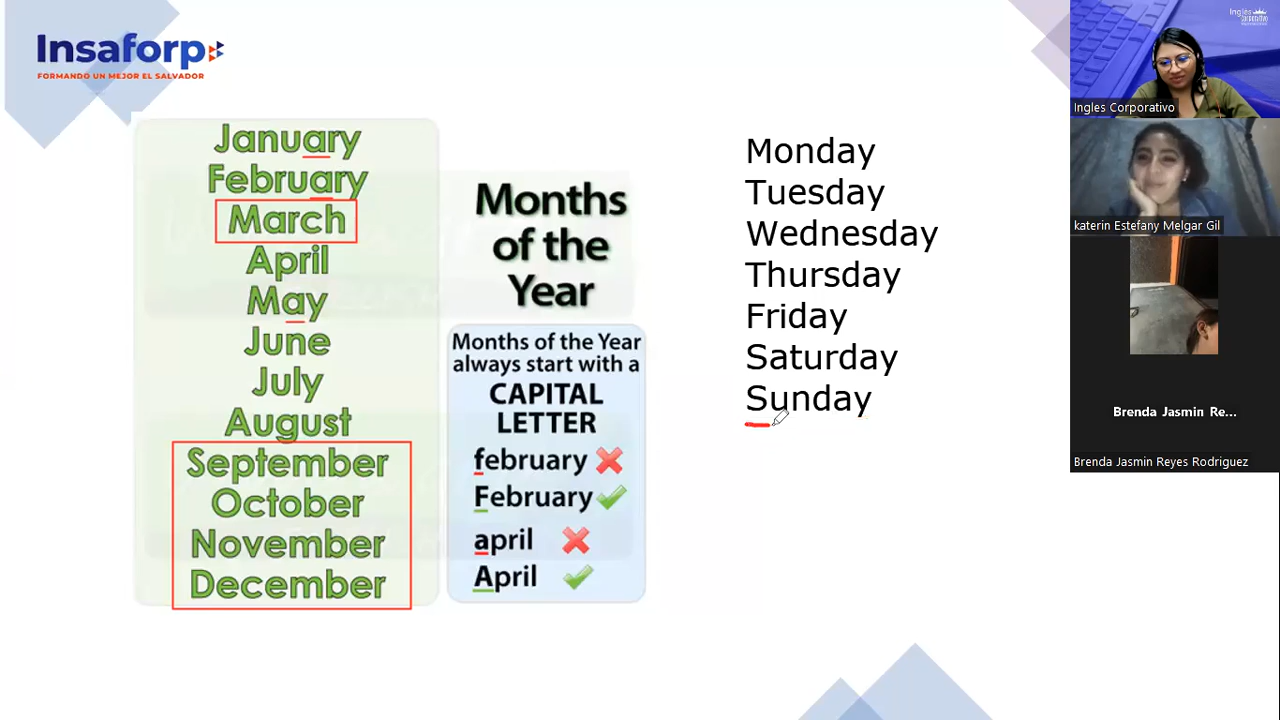 Insaforp
FORMANDO UN MEJOR EL SALVADOR
January
February
March
April
May
June
July
August
September
October
November
December
Months
of the
Year
Months of the Year
always start with a
CAPITAL
LETTER
february
February
april
April
Monday
Tuesday
Wednesday
Thursday
Friday
Saturday
Sunday
Ingles
corporativo
Ingles Corporativo
katerin Estefany Melgar Gil
Brenda Jasmin Re...
Brenda Jasmin Reyes Rodriguez